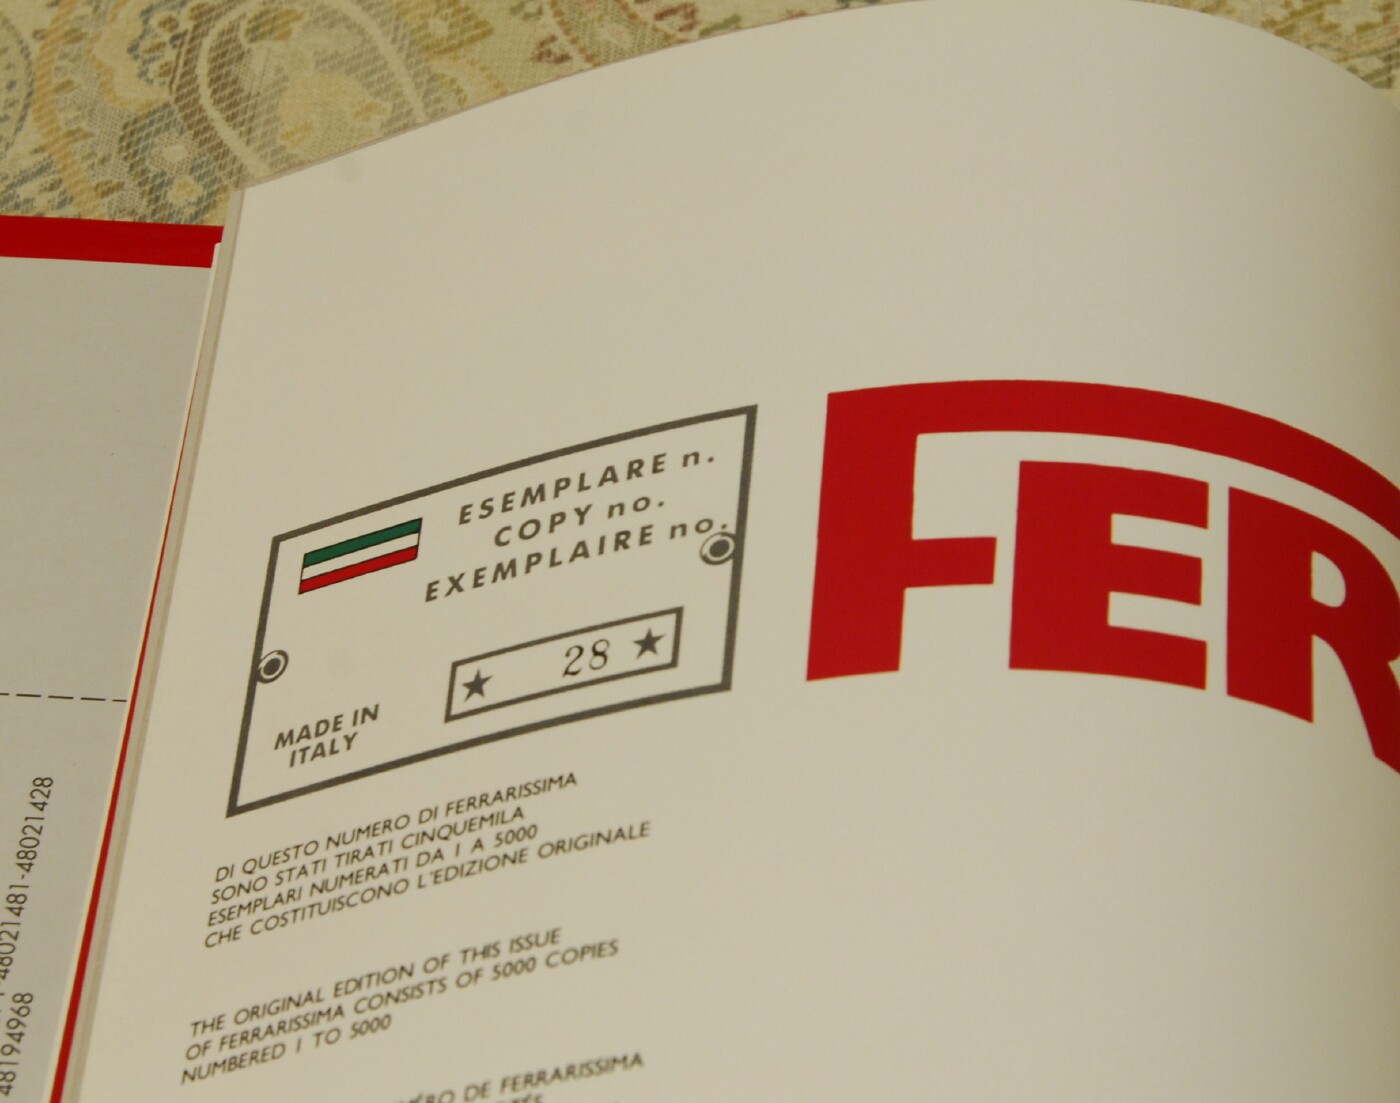 ESEMPLARE n.
COPY no.
EXEMPLAIRE no.
28
MADE IN
ITALY
FER
DI QUESTO NUMERO DI FERRARISSIMA
SONO STATI TIRATI CINQUEMILA
ESEMPLARI NUMERATI DA 1 A 5000
CHE COSTITUISCONO L'EDIZIONE ORIGINALE
THE ORIGINAL EDITION OF THIS ISSUE
OF FERRARISSIMA CONSISTS OF 5000 COPIES
NUMBERED 1 TO 5000
DE FERRARISSIMA
48021481-48021428
48194968